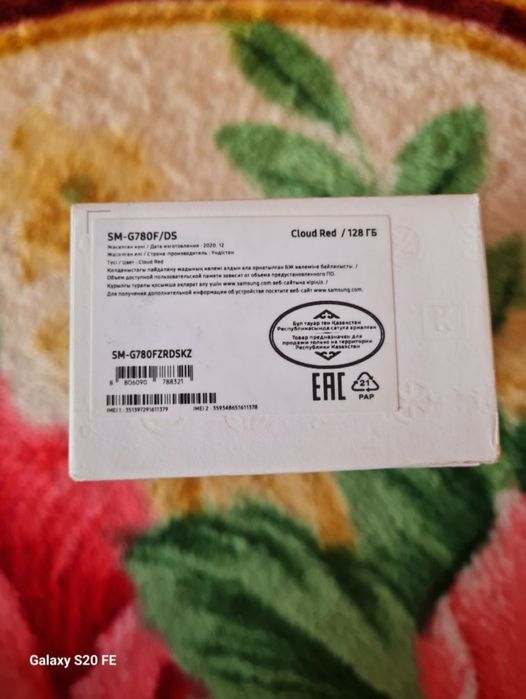 SM-G780F/DS
Cloud Red / 128 ГБ
Жасалған күні / Дата изготовления : 2020. 12
Жасалған елі / Страна-производитель : Үндістан
Түсі / Цвет : Cloud Red
Қолданыстағы пайдалану жадының көлемі алдын ала орнатылған БЖ көлеміне байланысты. /
Объем доступной пользовательской памяти зависит от объема предустановленного ПО.
Құрылғы туралы қосымша ақпарат алу үшін www.samsung.com веб-сайтына кіріңіз. /
Для получения дополнительной информации об устройстве посетите веб-сайт www.samsung.com
Бұл тауар тек Қазақстан
Республикасында сатуға арналған
Товар предназначен для
продажи только на территории
Республики Казахстан
SM-G780FZRDSKZ
8 806090 788321
EAC
21
PAP
IMEI 1 : 351397291611379
IMEI 2 : 359348651611378
Galaxy S20 FE